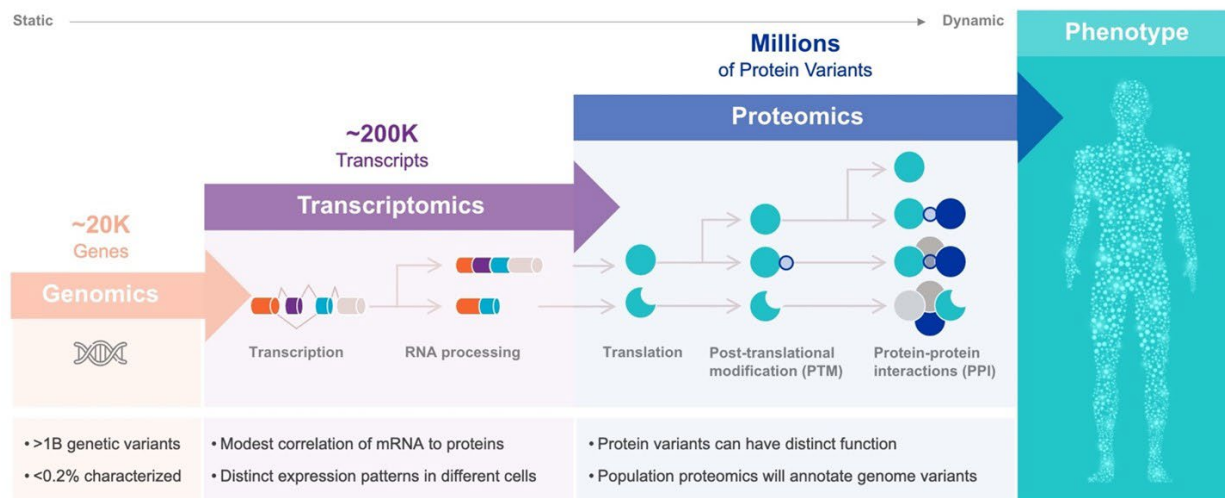 Static
Dynamic
Phenotype
Millions
of Protein Variants
Proteomics
~200K
Transcripts
Transcriptomics
~20K
Genes
Genomics
Transcription
RNA processing
Translation
Post-translational
modification (PTM)
Protein-protein
interactions (PPI)
• >1B genetic variants
• <0.2% characterized
• Modest correlation of mRNA to proteins
• Distinct expression patterns in different cells
• Protein variants can have distinct function
• Population proteomics will annotate genome variants